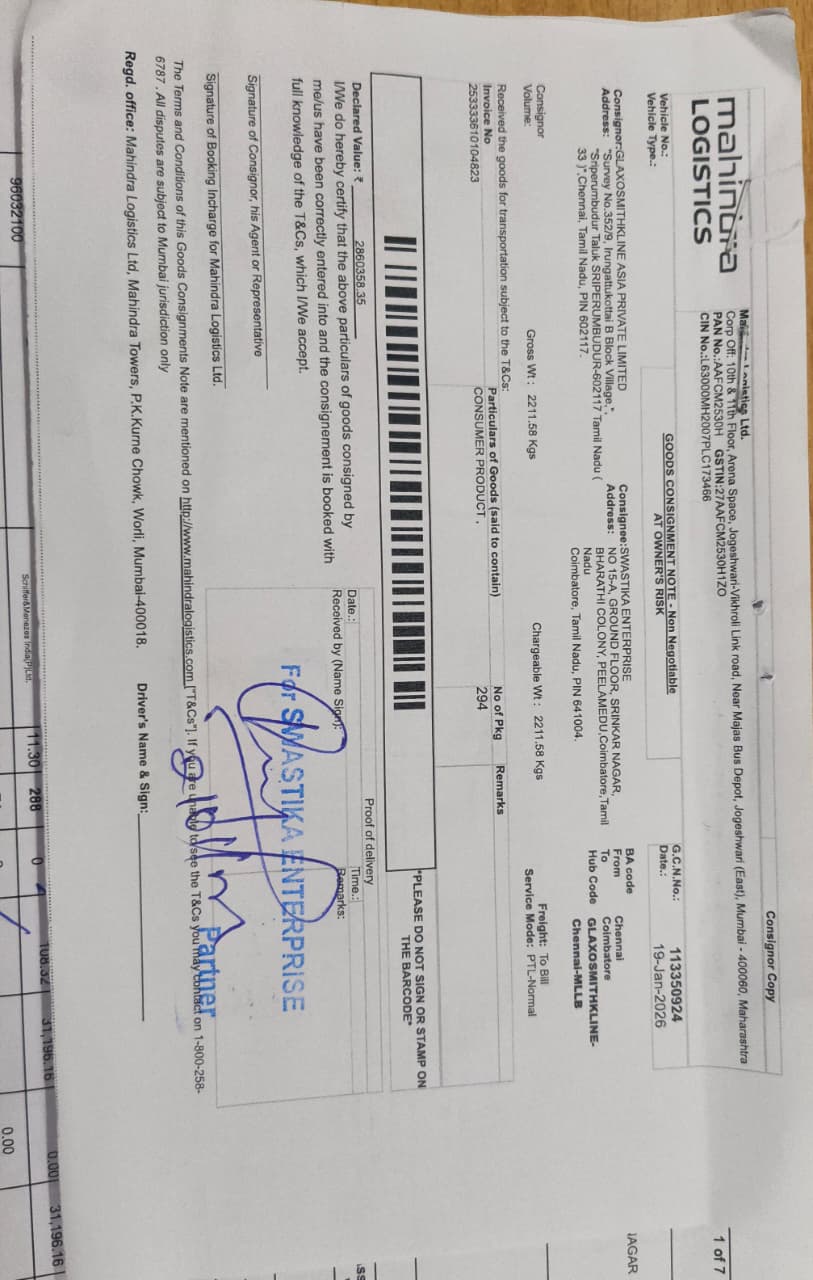 Consignor Copy
mahindra
LOGISTICS
Logistics Ltd.
Corp Off: 10th & 11th Floor, Arena Space, Jogeshwari-Vikhroli Link road, Near Majas Bus Depot, Jogeshwari (East), Mumbai - 400060, Maharashtra
PAN No.:AAFCM2530H GSTIN:27AAFCM2530H1ZO
CIN No.:L63000MH2007PLC173466
1 of 7
Vehicle No.:
Vehicle Type.:
GOODS CONSIGNMENT NOTE - Non Negotiable
AT OWNER'S RISK
G.C.N.No.: 113350924
Date.: 19-Jan-2026
Consignor:GLAXOSMITHKLINE ASIA PRIVATE LIMITED
Address: "Survey No.352/9, Irungattukottai B Block Village,",
"Sriperumbudur Taluk SRIPERUMBUDUR-602117 Tamil Nadu (
33 )",Chennai, Tamil Nadu, PIN 602117.
Consignee:SWASTIKA ENTERPRISE
Address: NO 15-A, GROUND FLOOR, SRINKAR NAGAR,
BHARATHI COLONY, PEELAMEDU,Coimbatore,Tamil
Nadu
Coimbatore, Tamil Nadu, PIN 641004.
BA code
From Chennai
To Coimbatore
Hub Code GLAXOSMITHKLINE-
Chennai-MLLB
JAGAR
Consignor
Volume:
Gross Wt : 2211.58 Kgs
Chargeable Wt : 2211.58 Kgs
Freight: To Bill
Service Mode: PTL-Normal
Received the goods for transportation subject to the T&Cs:
Invoice No Particulars of Goods (said to contain) No of Pkg Remarks
253333610104823 CONSUMER PRODUCT , 294
*PLEASE DO NOT SIGN OR STAMP ON
THE BARCODE*
Declared Value: ₹ 2860358.35
I/We do hereby certify that the above particulars of goods consigned by
me/us have been correctly entered into and the consignement is booked with
full knowledge of the T&Cs, which I/We accept.
Proof of delivery
Date.: Time.:
Received by (Name Sign): Remarks:
For SWASTIKA ENTERPRISE
Partner
Signature of Consignor, his Agent or Representative
Signature of Booking Incharge for Mahindra Logistics Ltd.
The Terms and Conditions of this Goods Consignments Note are mentioned on http://www.mahindralogistics.com ["T&Cs"]. If you are unable to see the T&Cs you may contact on 1-800-258-
6787 . All disputes are subject to Mumbai jurisdiction only
Regd. office: Mahindra Logistics Ltd, Mahindra Towers, P.K.Kurne Chowk, Worli, Mumbai-400018. Driver's Name & Sign:
Schiffer&Menezes India(P)Ltd.
96032100 111.30 288 0 108.32 31,196.16 0.00 31,196.16
0.00